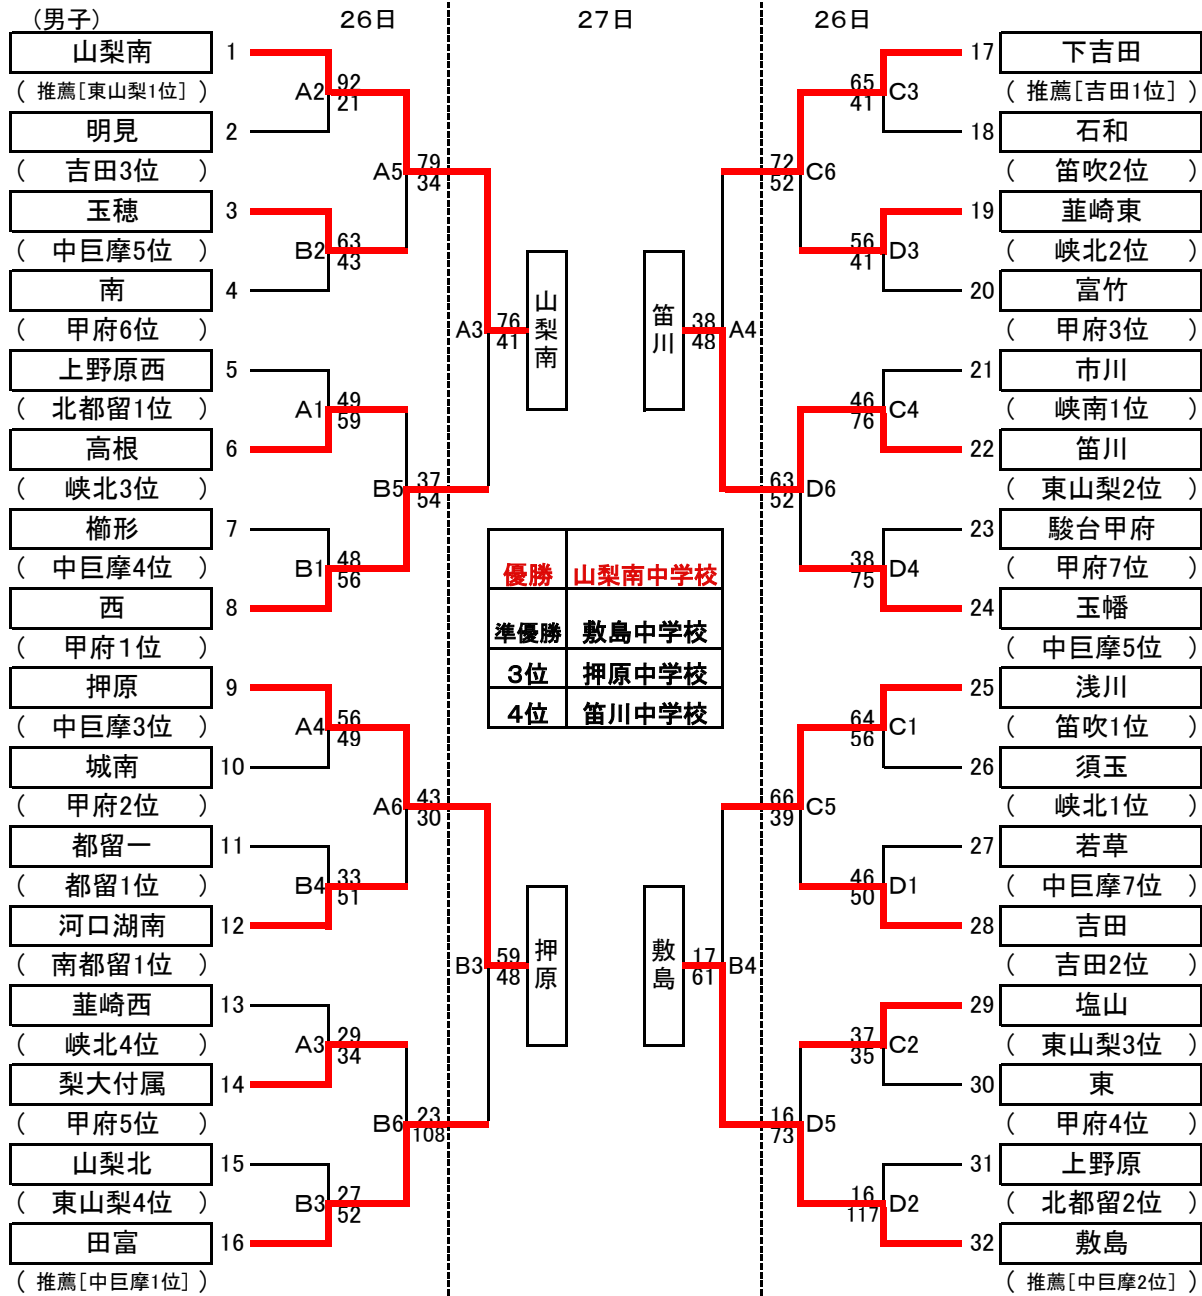 (男子)
26日
27日
26日
山梨南 1
( 推薦[東山梨1位] )
明見 2
( 吉田3位 )
玉穂 3
( 中巨摩5位 )
南 4
( 甲府6位 )
上野原西 5
( 北都留1位 )
高根 6
( 峡北3位 )
櫛形 7
( 中巨摩4位 )
西 8
( 甲府1位 )
押原 9
( 中巨摩3位 )
城南 10
( 甲府2位 )
都留一 11
( 都留1位 )
河口湖南 12
( 南都留1位 )
韮崎西 13
( 峡北4位 )
梨大付属 14
( 甲府5位 )
山梨北 15
( 東山梨4位 )
田富 16
( 推薦[中巨摩1位] )
A2 92
21
B2 63
43
A1 49
59
B1 48
56
A4 56
49
B4 33
51
A3 29
34
B3 27
52
A5 79
34
B5 37
54
A6 43
30
B6 23
108
A3 76
41
B3 59
48
山梨南
押原
笛川
敷島
優勝 山梨南中学校
準優勝 敷島中学校
3位 押原中学校
4位 笛川中学校
38 A4
48
17 B4
61
72 C6
52
63 D6
52
66 C5
39
16 D5
73
65 C3
41
56 D3
41
46 C4
76
38 D4
75
64 C1
56
46 D1
50
37 C2
35
16 D2
117
17 下吉田
( 推薦[吉田1位] )
18 石和
( 笛吹2位 )
19 韮崎東
( 峡北2位 )
20 富竹
( 甲府3位 )
21 市川
( 峡南1位 )
22 笛川
( 東山梨2位 )
23 駿台甲府
( 甲府7位 )
24 玉幡
( 中巨摩5位 )
25 浅川
( 笛吹1位 )
26 須玉
( 峡北1位 )
27 若草
( 中巨摩7位 )
28 吉田
( 吉田2位 )
29 塩山
( 東山梨3位 )
30 東
( 甲府4位 )
31 上野原
( 北都留2位 )
32 敷島
( 推薦[中巨摩2位] )